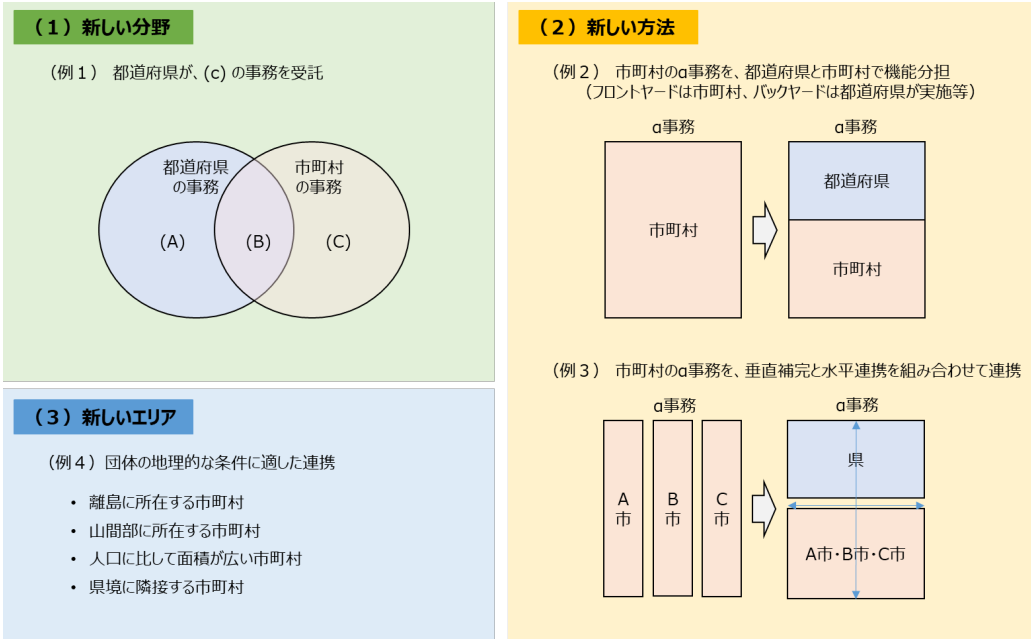 （１）新しい分野
（例１） 都道府県が、(c) の事務を受託
都道府県
の事務
市町村
の事務
(A)
(B)
(C)
（３）新しいエリア
（例４）団体の地理的な条件に適した連携
• 離島に所在する市町村
• 山間部に所在する市町村
• 人口に比して面積が広い市町村
• 県境に隣接する市町村
（２）新しい方法
（例２） 市町村のα事務を、都道府県と市町村で機能分担
（フロントヤードは市町村、バックヤードは都道府県が実施等）
α事務
市町村
α事務
都道府県
市町村
（例３） 市町村のα事務を、垂直補完と水平連携を組み合わせて連携
α事務
A
市
B
市
C
市
α事務
県
A市・B市・C市